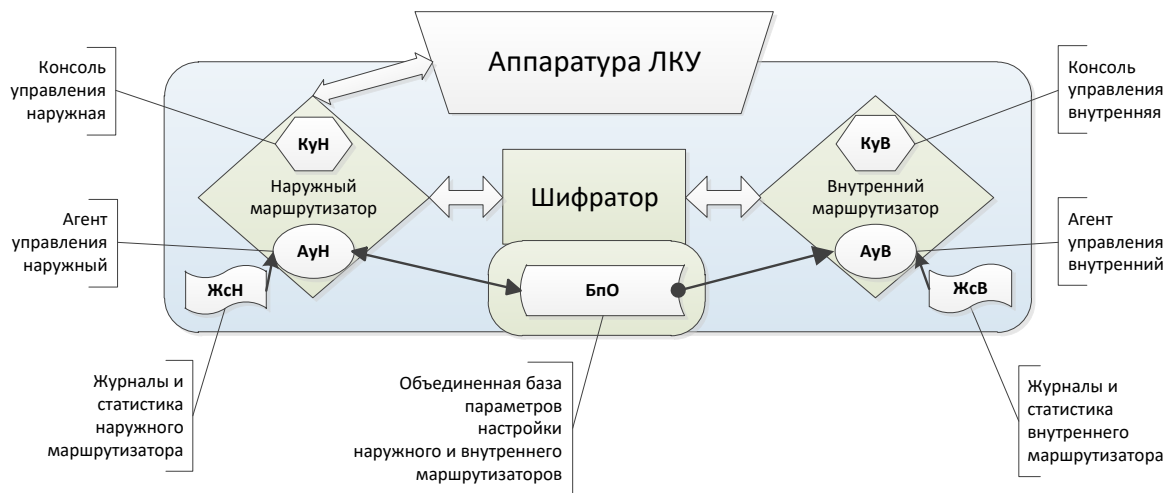 Аппаратура ЛКУ
Консоль
управления
наружная
Консоль
управления
внутренняя
КуН
КуВ
Наружный
маршрутизатор
Шифратор
Внутренний
маршрутизатор
Агент
управления
наружный
Агент
управления
внутренний
АуН
АуВ
ЖсН
БпО
ЖсВ
Журналы и
статистика
наружного
маршрутизатора
Объединенная база
параметров
настройки
наружного и внутреннего
маршрутизаторов
Журналы и
статистика
внутреннего
маршрутизатора